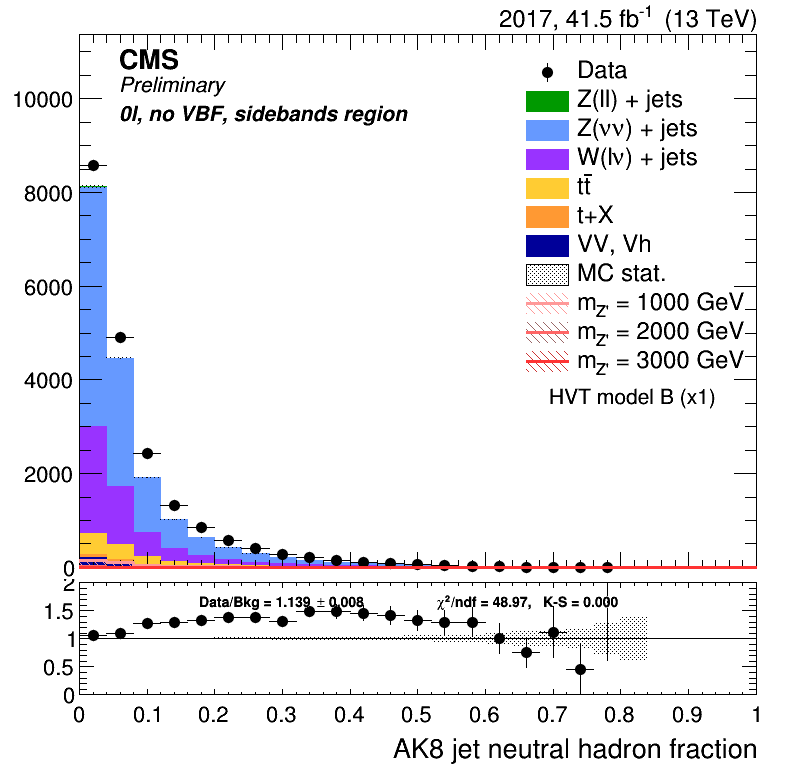 2017, 41.5 fb⁻¹ (13 TeV)
CMS
Preliminary
0l, no VBF, sidebands region
Data
Z(ll) + jets
Z(νν) + jets
W(lν) + jets
tt̄
t+X
VV, Vh
MC stat.
m_Z' = 1000 GeV
m_Z' = 2000 GeV
m_Z' = 3000 GeV
HVT model B (x1)
10000
8000
6000
4000
2000
0
Data/Bkg = 1.139 ± 0.008 χ²/ndf = 48.97, K-S = 0.000
2
1.5
1
0.5
0
0 0.1 0.2 0.3 0.4 0.5 0.6 0.7 0.8 0.9 1
AK8 jet neutral hadron fraction